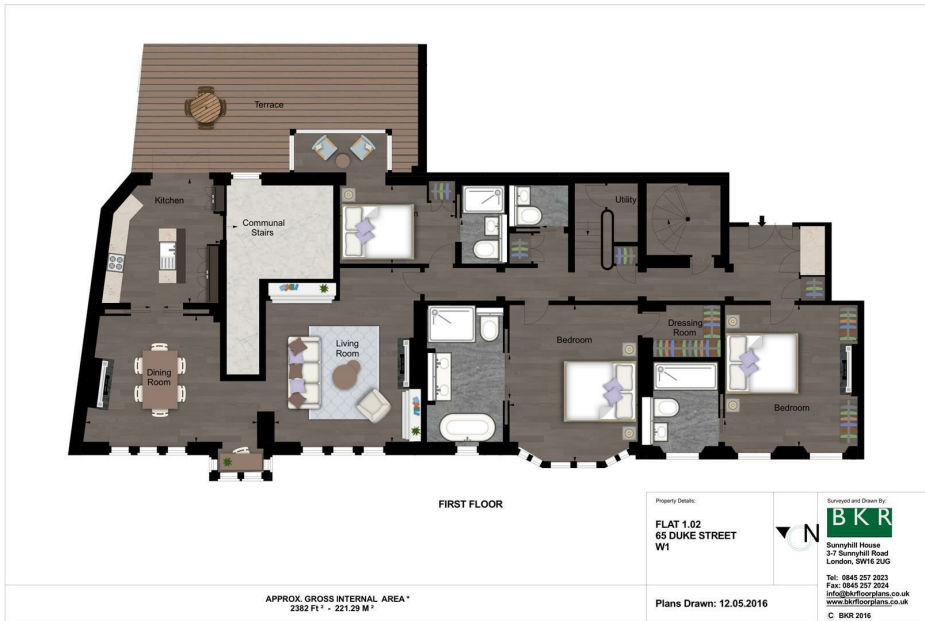 Terrace
Kitchen
Communal
Stairs
Utility
Living
Room
Dining
Room
Bedroom
Dressing
Room
Bedroom
FIRST FLOOR
APPROX. GROSS INTERNAL AREA *
2382 Ft ² - 221.29 M ²
Property Details:
FLAT 1.02
65 DUKE STREET
W1
N
Plans Drawn: 12.05.2016
Surveyed and Drawn By:
BKR
Sunnyhill House
3-7 Sunnyhill Road
London, SW16 2UG
Tel: 0845 257 2023
Fax: 0845 257 2024
info@bkrfloorplans.co.uk
www.bkrfloorplans.co.uk
C BKR 2016